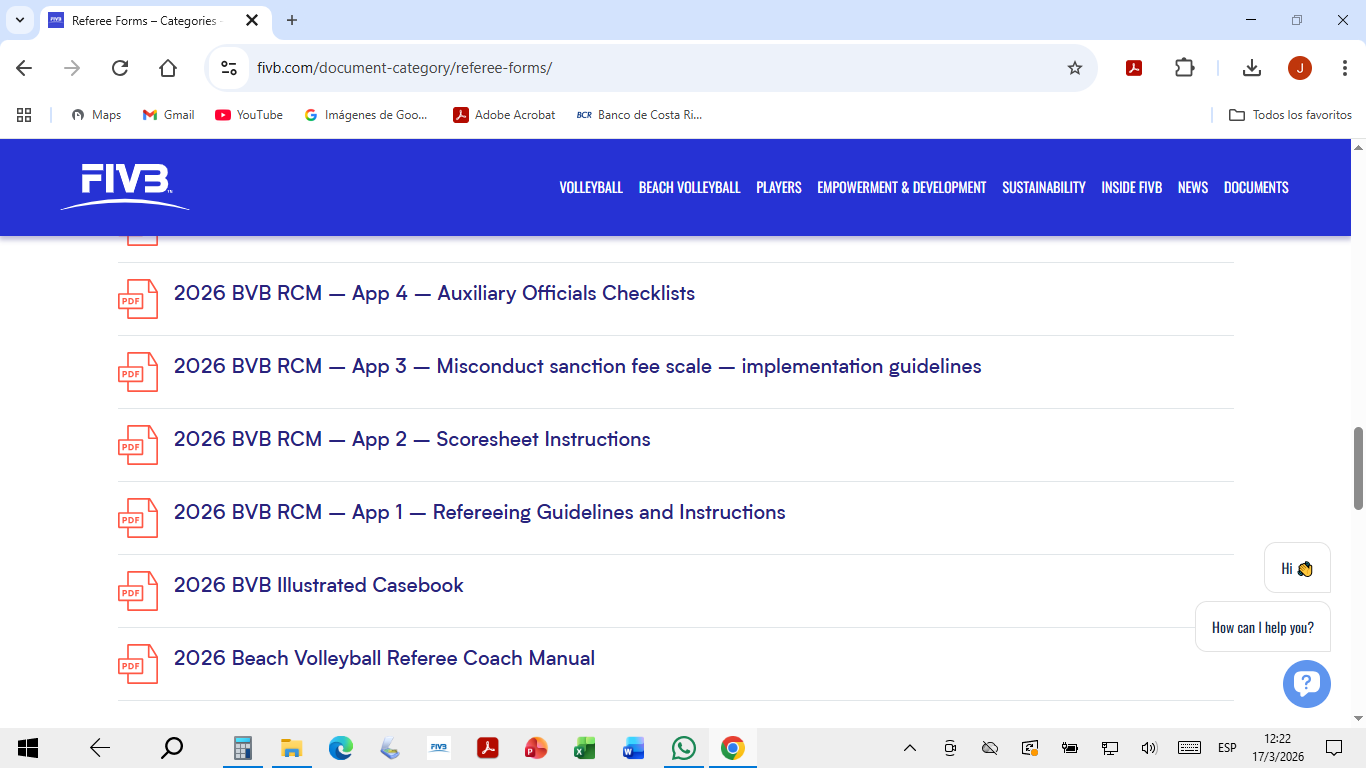 Referee Forms – Categories -
fivb.com/document-category/referee-forms/
J
Maps
Gmail
YouTube
Imágenes de Goo...
Adobe Acrobat
BCR Banco de Costa Ri...
Todos los favoritos
FIVB
VOLLEYBALL
BEACH VOLLEYBALL
PLAYERS
EMPOWERMENT & DEVELOPMENT
SUSTAINABILITY
INSIDE FIVB
NEWS
DOCUMENTS
PDF 2026 BVB RCM – App 4 – Auxiliary Officials Checklists
PDF 2026 BVB RCM – App 3 – Misconduct sanction fee scale – implementation guidelines
PDF 2026 BVB RCM – App 2 – Scoresheet Instructions
PDF 2026 BVB RCM – App 1 – Refereeing Guidelines and Instructions
PDF 2026 BVB Illustrated Casebook
PDF 2026 Beach Volleyball Referee Coach Manual
Hi 👏
How can I help you?
FIVB
ESP
12:22
17/3/2026